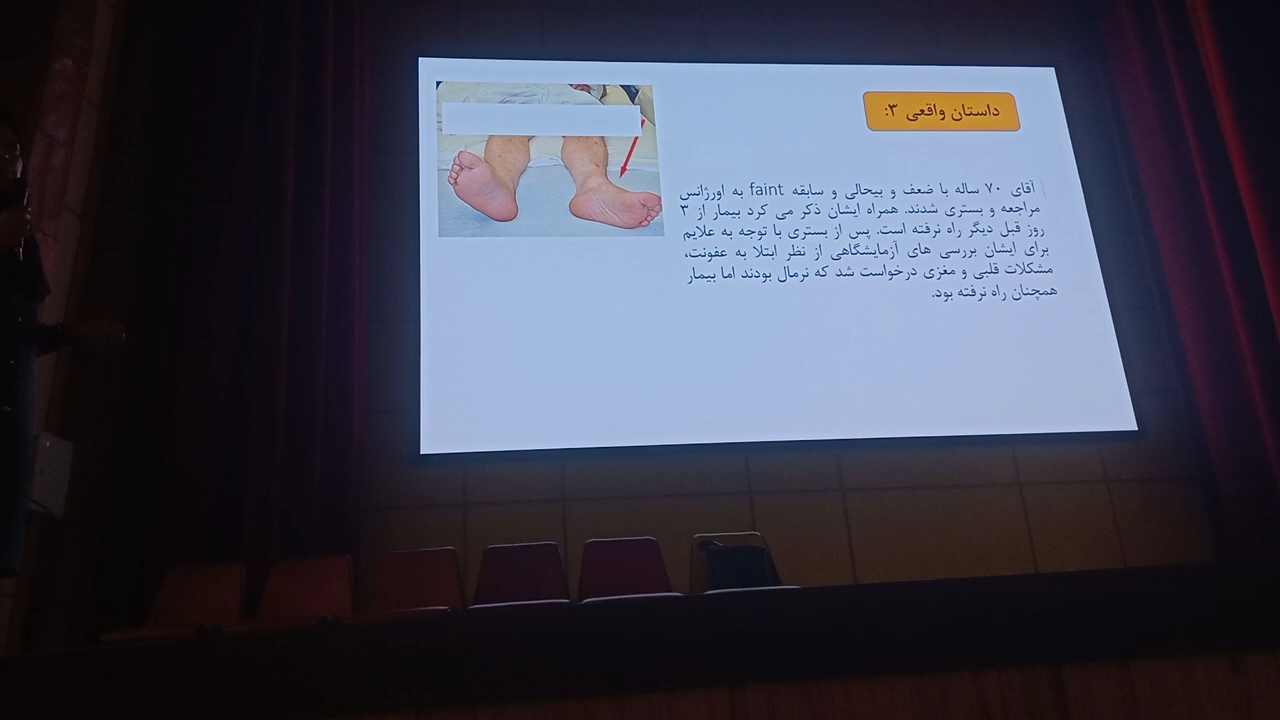 داستان واقعی ۳:
آقای ۷۰ ساله با ضعف و بیحالی و سابقه faint به اورژانس
مراجعه و بستری شدند. همراه ایشان ذکر می کرد بیمار از ۳
روز قبل دیگر راه نرفته است. پس از بستری با توجه به علایم
برای ایشان بررسی های آزمایشگاهی از نظر ابتلا به عفونت،
مشکلات قلبی و مغزی درخواست شد که نرمال بودند اما بیمار
همچنان راه نرفته بود.